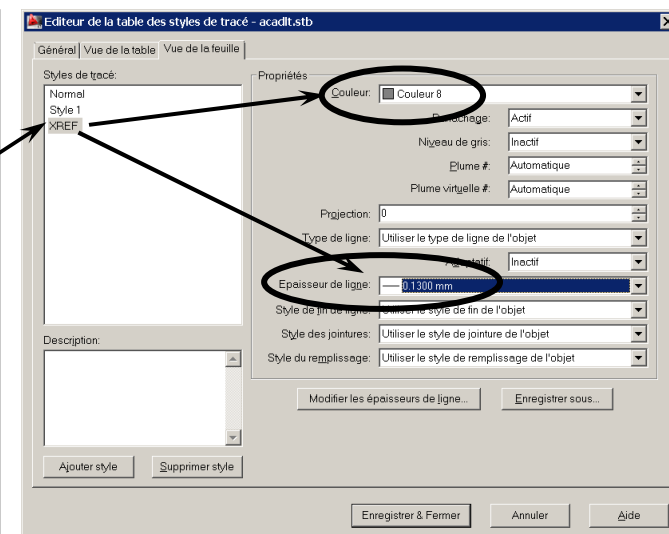 Editeur de la table des styles de tracé - acadlt.stb
Général
Vue de la table
Vue de la feuille
Styles de tracé:
Normal
Style 1
XREF
Description:
Ajouter style
Supprimer style
Propriétés
Couleur: Couleur 8
Actif
Niveau de gris: Inactif
Plume #: Automatique
Plume virtuelle #: Automatique
Projection: 0
Type de ligne: Utiliser le type de ligne de l'objet
Adaptatif: Inactif
Epaisseur de ligne: 0.1300 mm
Style de fin de ligne: Utiliser le style de fin de l'objet
Style des jointures: Utiliser le style de jointure de l'objet
Style du remplissage: Utiliser le style de remplissage de l'objet
Modifier les épaisseurs de ligne...
Enregistrer sous...
Enregistrer & Fermer
Annuler
Aide